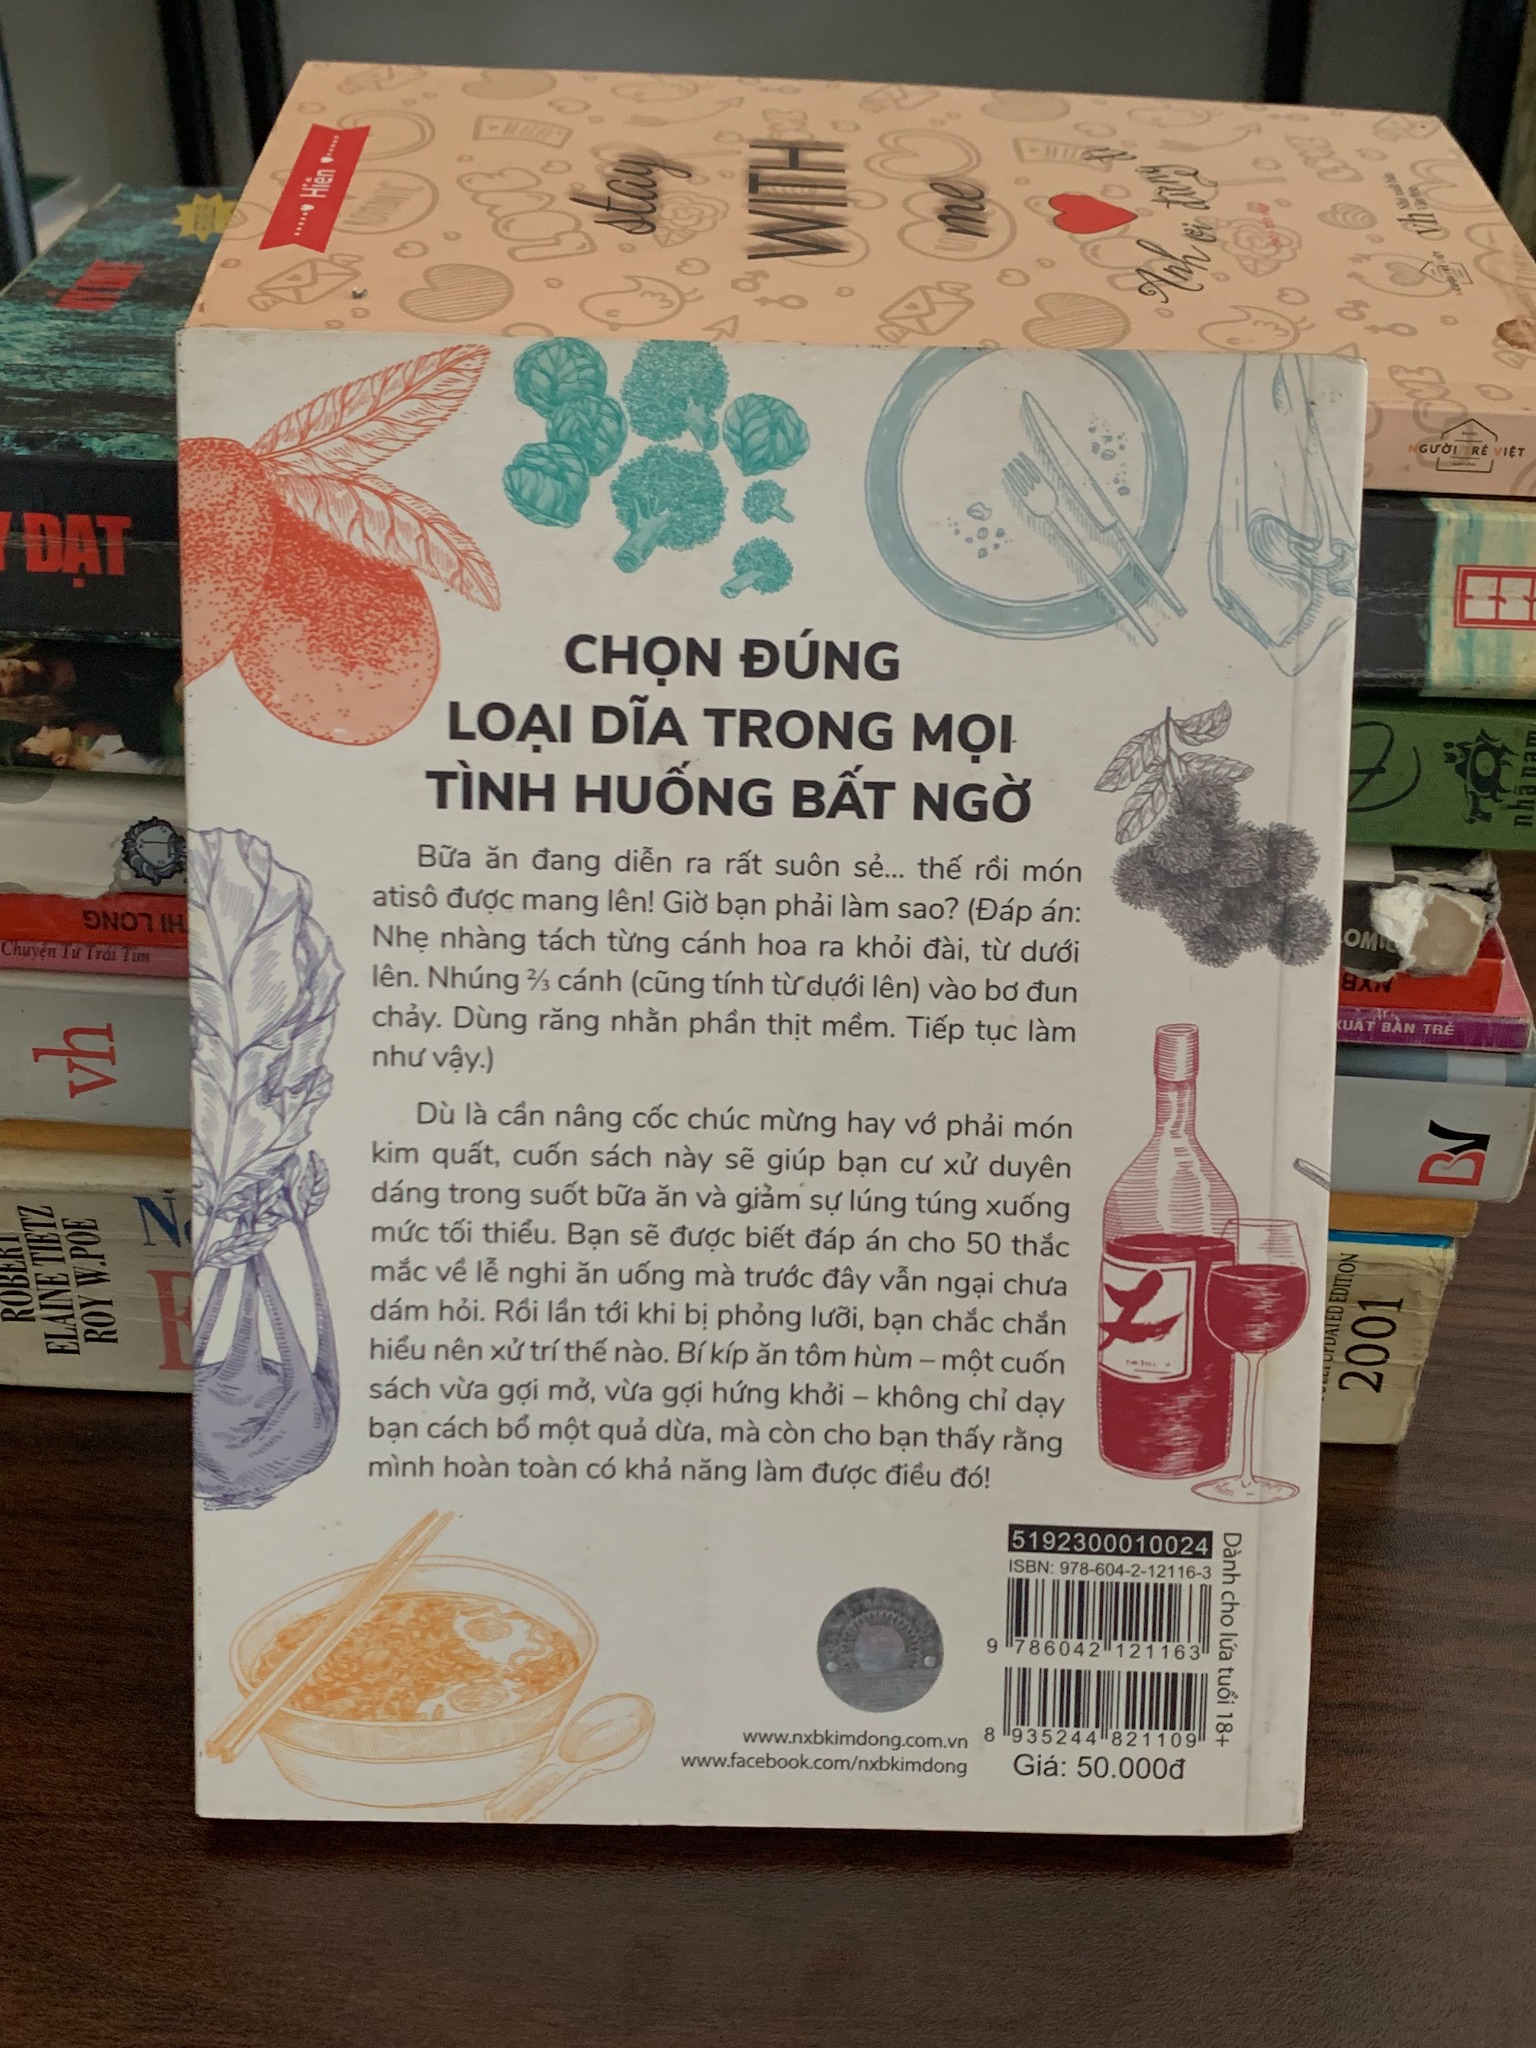 Hiên
stay
WITH
me
Anh ơi
NGƯỜI TRẺ VIỆT
Y DẠT
CHỌN ĐÚNG
LOẠI DĨA TRONG MỌI
TÌNH HUỐNG BẤT NGỜ
Bữa ăn đang diễn ra rất suôn sẻ... thế rồi món
atisô được mang lên! Giờ bạn phải làm sao? (Đáp án:
Nhẹ nhàng tách từng cánh hoa ra khỏi đài, từ dưới
lên. Nhúng ⅔ cánh (cũng tính từ dưới lên) vào bơ đun
chảy. Dùng răng nhằn phần thịt mềm. Tiếp tục làm
như vậy.)
Dù là cần nâng cốc chúc mừng hay vớ phải món
kim quất, cuốn sách này sẽ giúp bạn cư xử duyên
dáng trong suốt bữa ăn và giảm sự lúng túng xuống
mức tối thiểu. Bạn sẽ được biết đáp án cho 50 thắc
mắc về lễ nghi ăn uống mà trước đây vẫn ngại chưa
dám hỏi. Rồi lần tới khi bị phỏng lưỡi, bạn chắc chắn
hiểu nên xử trí thế nào. Bí kíp ăn tôm hùm – một cuốn
sách vừa gợi mở, vừa gợi hứng khởi – không chỉ dạy
bạn cách bổ một quả dừa, mà còn cho bạn thấy rằng
mình hoàn toàn có khả năng làm được điều đó!
5192300010024
ISBN: 978-604-2-12116-3
9 786042 121163
8 935244 821109
Giá: 50.000đ
Dành cho lứa tuổi 18+
www.nxbkimdong.com.vn
www.facebook.com/nxbkimdong
HI LONG
Chuyện Từ Trái Tim
vh
ROBERT
ELAINE TIETZ
ROY W.POE
nhã nam
NXB
XUẤT BẢN TRẺ
UPDATED EDITION
2001